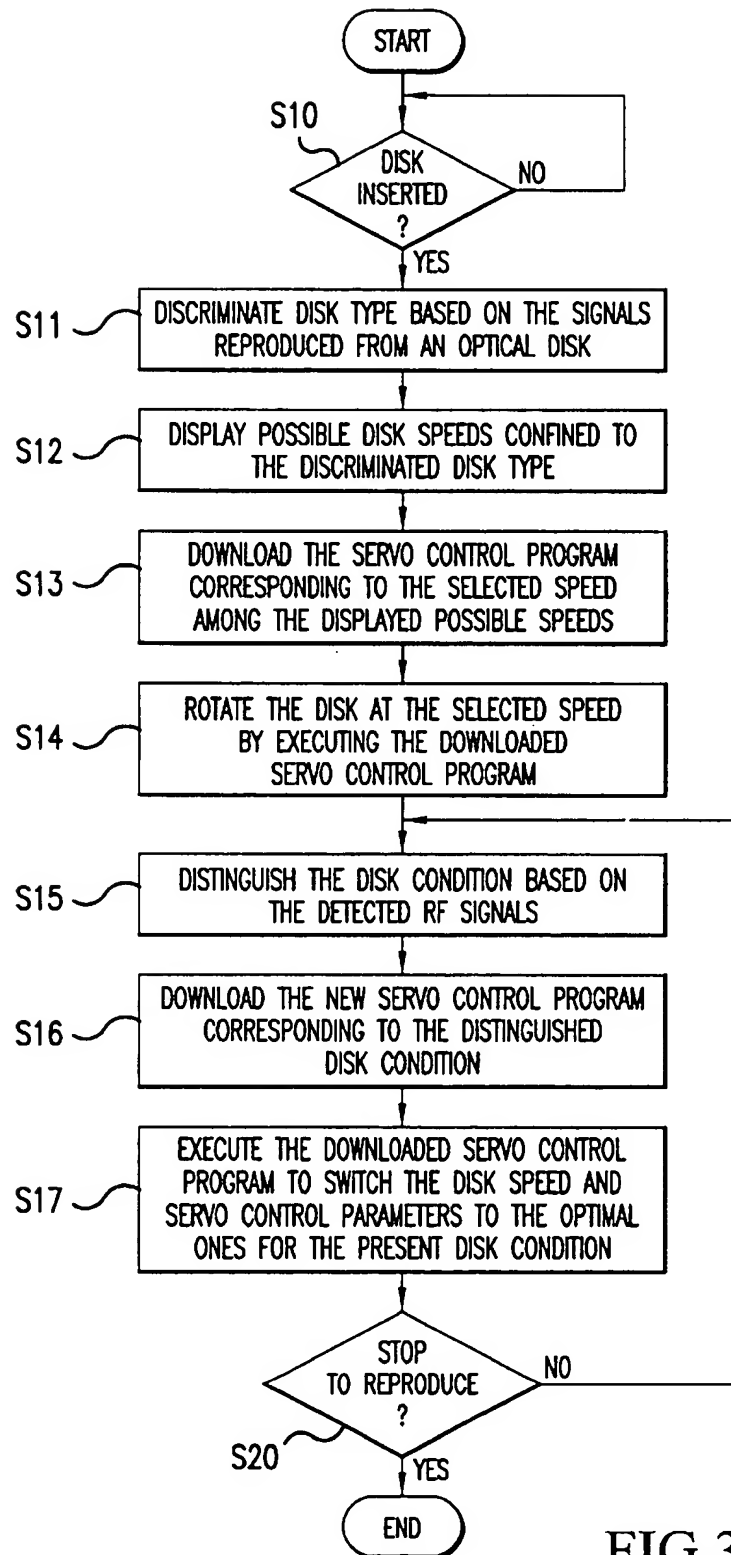 START
S10
DISK
INSERTED
?
NO
YES
S11
DISCRIMINATE DISK TYPE BASED ON THE SIGNALS
REPRODUCED FROM AN OPTICAL DISK
S12
DISPLAY POSSIBLE DISK SPEEDS CONFINED TO
THE DISCRIMINATED DISK TYPE
S13
DOWNLOAD THE SERVO CONTROL PROGRAM
CORRESPONDING TO THE SELECTED SPEED
AMONG THE DISPLAYED POSSIBLE SPEEDS
S14
ROTATE THE DISK AT THE SELECTED SPEED
BY EXECUTING THE DOWNLOADED
SERVO CONTROL PROGRAM
S15
DISTINGUISH THE DISK CONDITION BASED ON
THE DETECTED RF SIGNALS
S16
DOWNLOAD THE NEW SERVO CONTROL PROGRAM
CORRESPONDING TO THE DISTINGUISHED
DISK CONDITION
S17
EXECUTE THE DOWNLOADED SERVO CONTROL
PROGRAM TO SWITCH THE DISK SPEED AND
SERVO CONTROL PARAMETERS TO THE OPTIMAL
ONES FOR THE PRESENT DISK CONDITION
STOP
TO REPRODUCE
?
NO
S20
YES
END
FIG.3